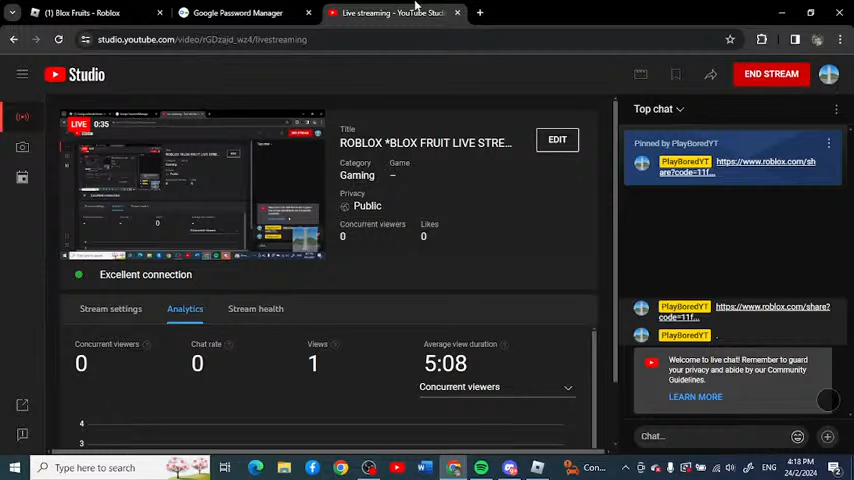 (1) Blox Fruits - Roblox
Google Password Manager
Live streaming - YouTube Stud
studio.youtube.com/video/rGDzajd_wz4/livestreaming
Studio
END STREAM
LIVE 0:35
Title
ROBLOX *BLOX FRUIT LIVE STRE...
EDIT
Category
Game
Gaming
–
Privacy
Public
Concurrent viewers
Likes
0
0
Excellent connection
Stream settings
Analytics
Stream health
Concurrent viewers
Chat rate
Views
Average view duration
0
0
1
5:08
Concurrent viewers
4
3
Top chat
Pinned by PlayBoredYT
PlayBoredYT https://www.roblox.com/sh
are?code=11f...
PlayBoredYT https://www.roblox.com/share?
code=11f...
PlayBoredYT .
Welcome to live chat! Remember to guard
your privacy and abide by our Community
Guidelines.
LEARN MORE
Chat...
Type here to search
Con...
ENG
4:18 PM
24/2/2024
2